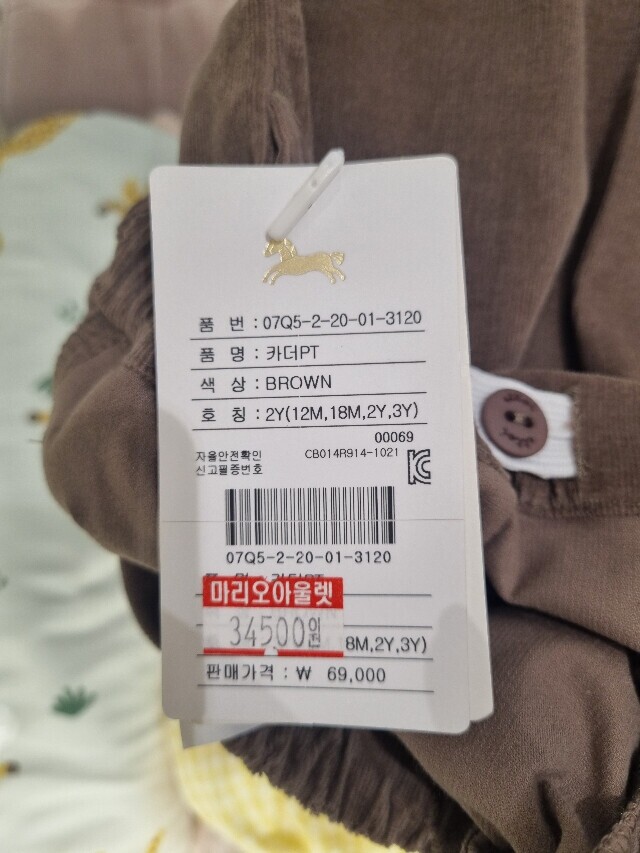 품 번 : 07Q5-2-20-01-3120
품 명 : 카더PT
색 상 : BROWN
호 칭 : 2Y(12M,18M,2Y,3Y)
00069
자율안전확인 CB014R914-1021
신고필증번호
07Q5-2-20-01-3120
마리오아울렛
34500원
8M,2Y,3Y)
판매가격 : ₩ 69,000